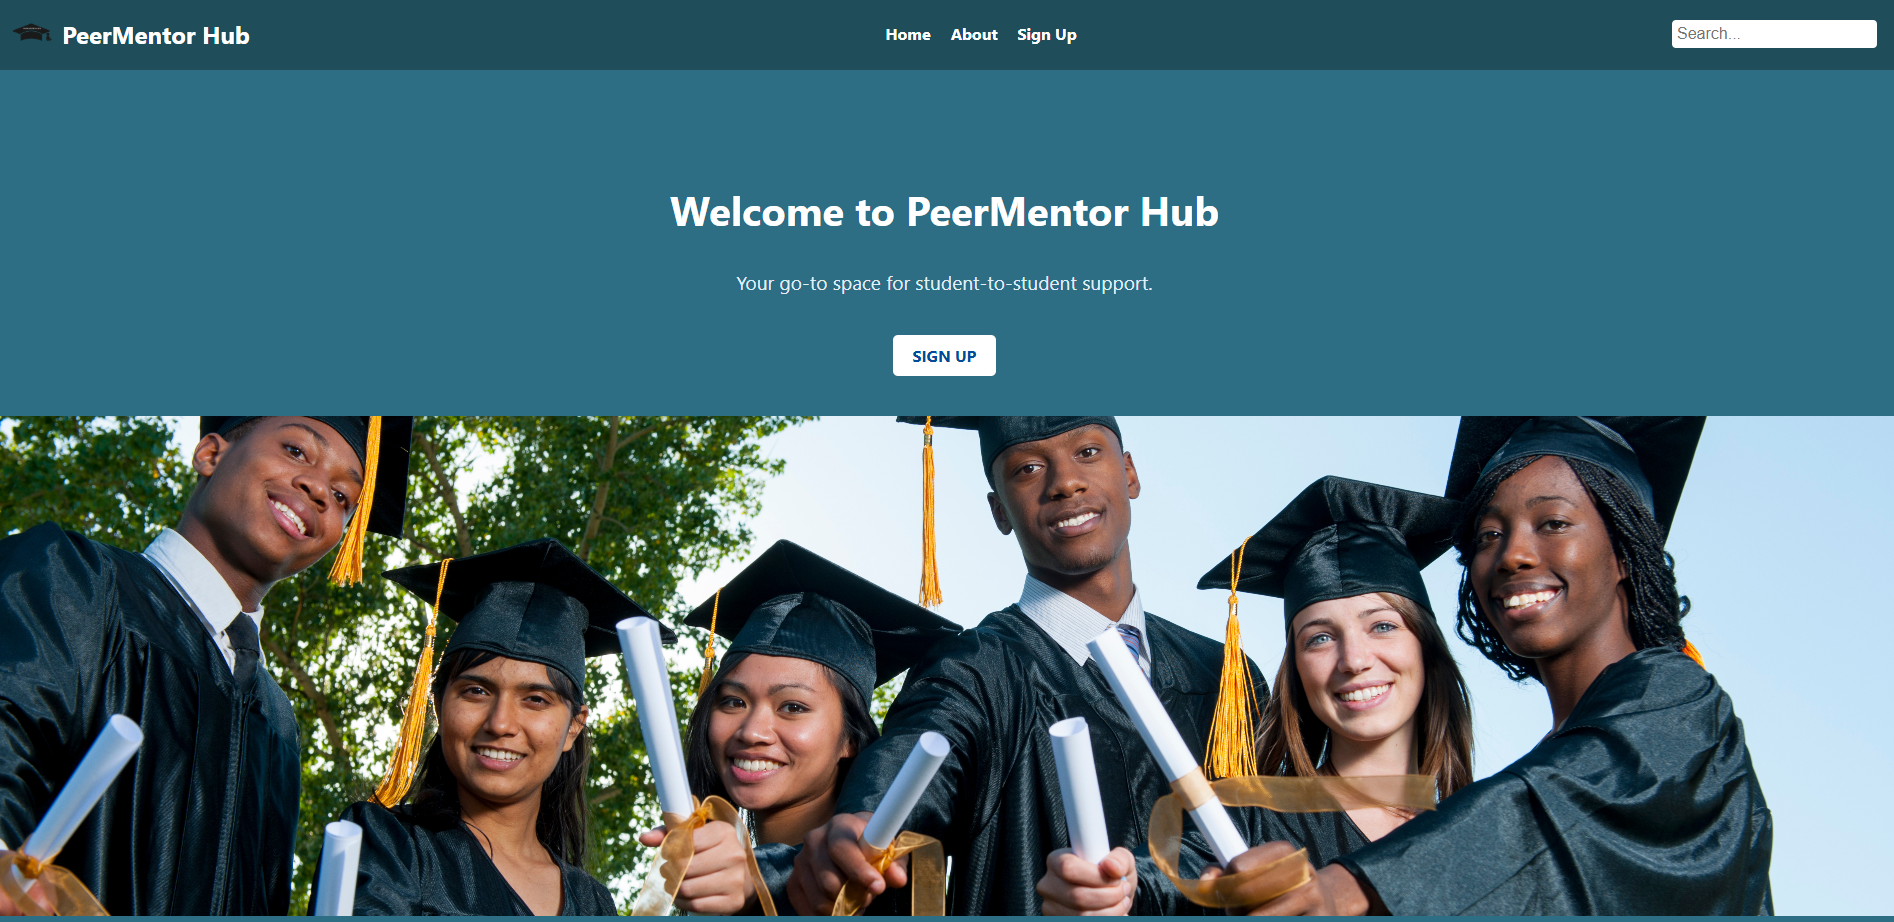 PeerMentor Hub
Home About Sign Up
Search...
Welcome to PeerMentor Hub
Your go-to space for student-to-student support.
SIGN UP